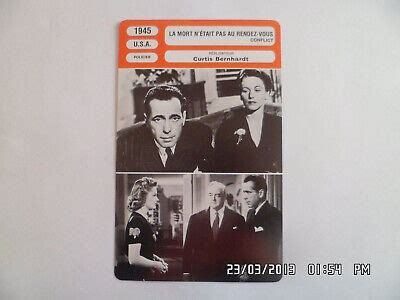 1945
U.S.A.
POLICIER
LA MORT N'ÉTAIT PAS AU RENDEZ-VOUS
CONFLICT
RÉALISATEUR
Curtis Bernhardt
23/03/2013 01:54 PM